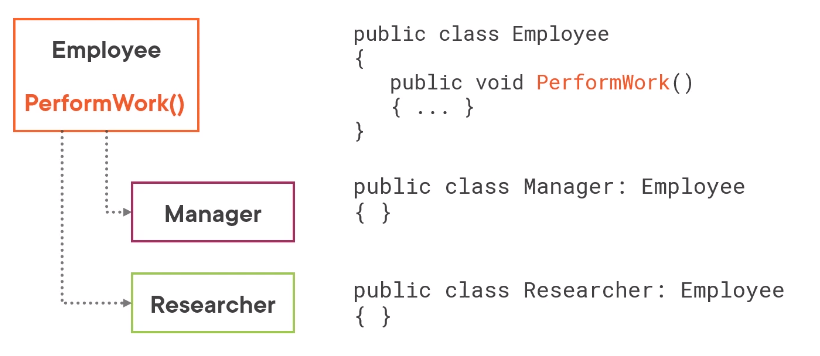 Employee
PerformWork()
Manager
Researcher
public class Employee
{
public void PerformWork()
{ ... }
}
public class Manager: Employee
{ }
public class Researcher: Employee
{ }